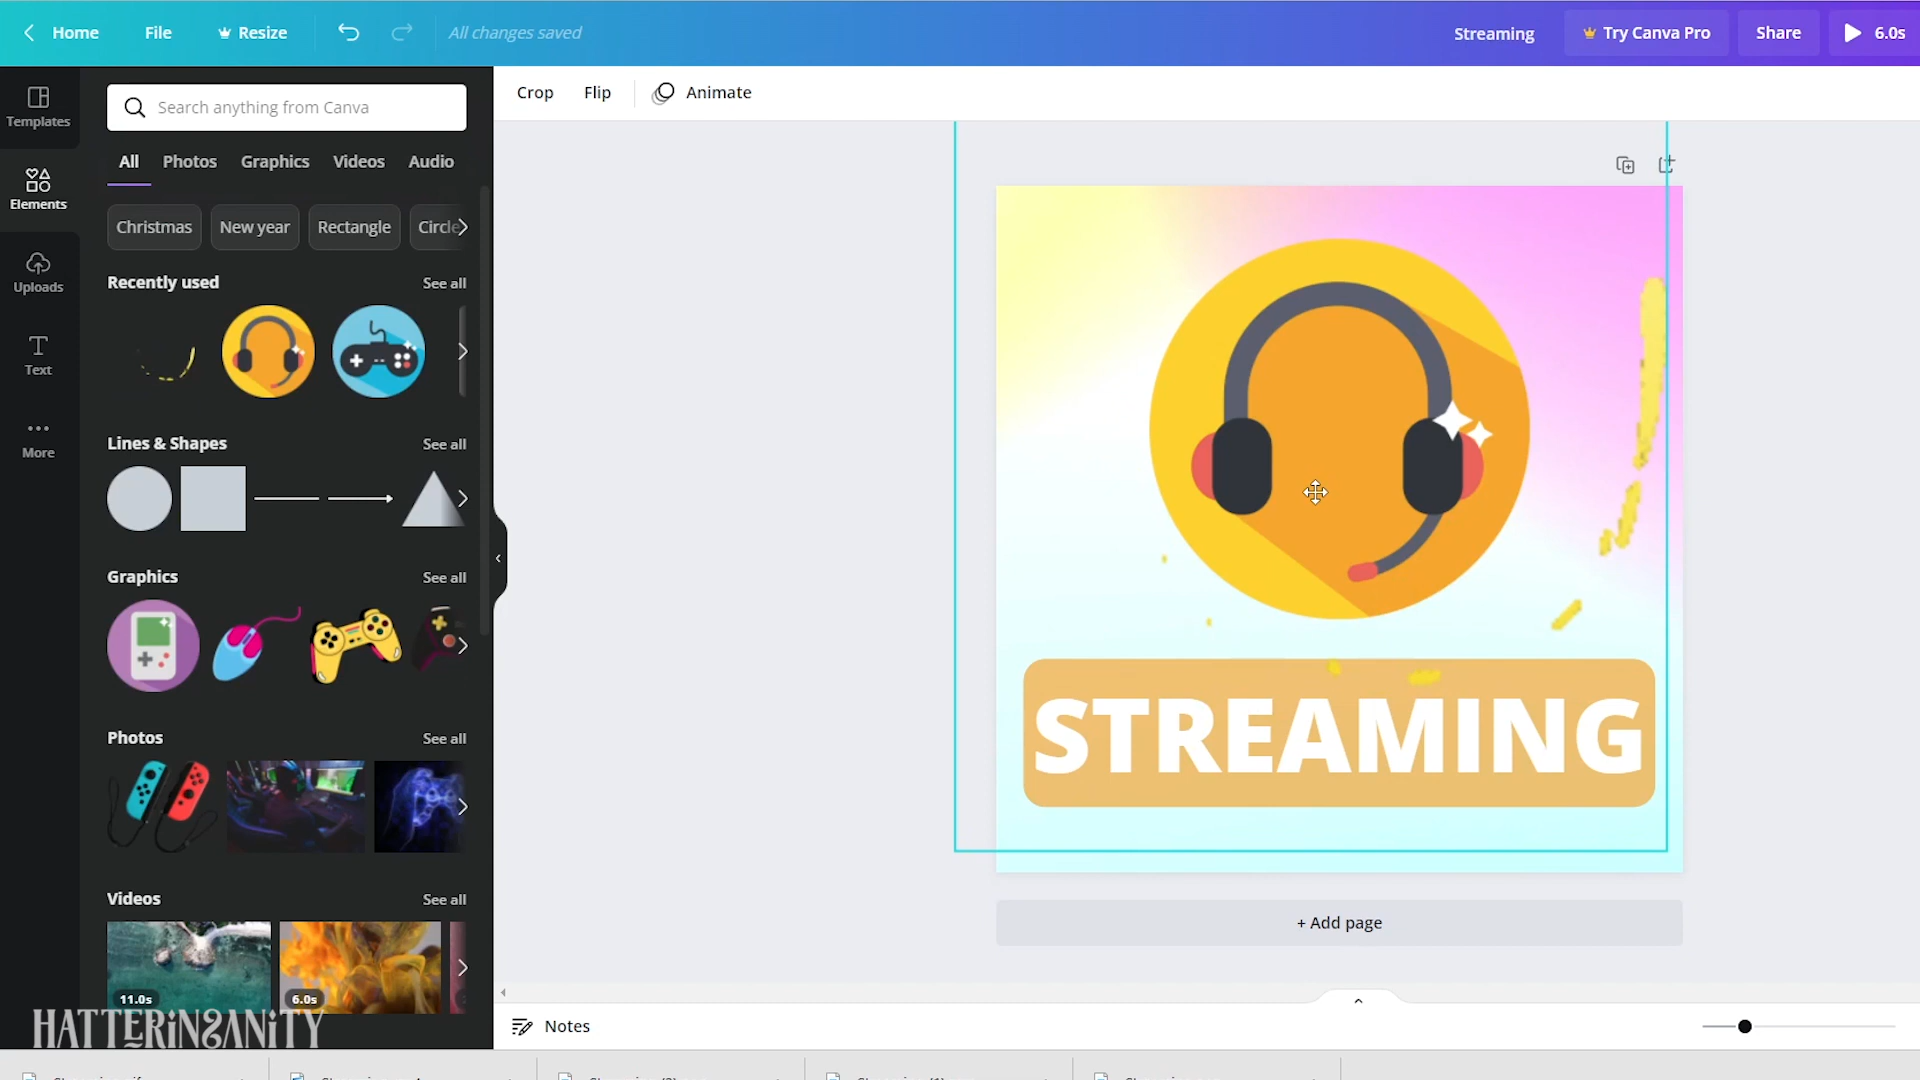 Home
File
Resize
All changes saved
Streaming
Try Canva Pro
Share
6.0s
Templates
Elements
Uploads
Text
More
Search anything from Canva
All
Photos
Graphics
Videos
Audio
Christmas
New year
Rectangle
Circle
Recently used
See all
Lines & Shapes
See all
Graphics
See all
Photos
See all
Videos
See all
11.0s
6.0s
HATTERINSANITY
Crop
Flip
Animate
STREAMING
+ Add page
Notes